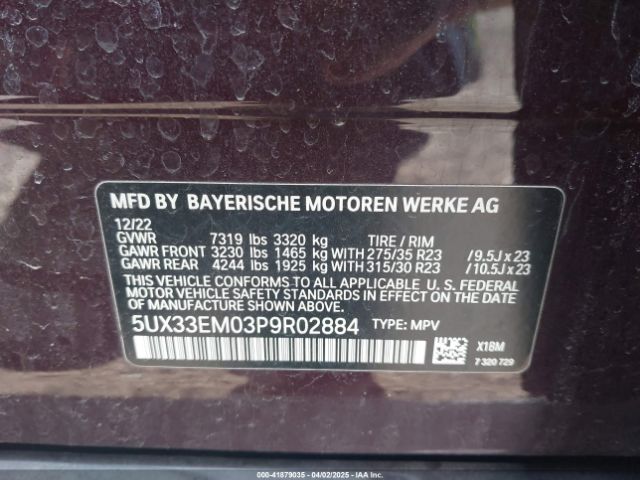 MFD BY BAYERISCHE MOTOREN WERKE AG
12/22
GVWR 7319 lbs 3320 kg TIRE / RIM
GAWR FRONT 3230 lbs 1465 kg WITH 275/35 R23 / 9.5J x 23
GAWR REAR 4244 lbs 1925 kg WITH 315/30 R23 / 10.5J x 23
THIS VEHICLE CONFORMS TO ALL APPLICABLE U.S. FEDERAL
MOTOR VEHICLE SAFETY STANDARDS IN EFFECT ON THE DATE
OF MANUFACTURE SHOWN ABOVE.
5UX33EM03P9R02884 TYPE: MPV
X1BM
7 320 729
000-41879035 - 04/02/2025 - IAA Inc. (SM)